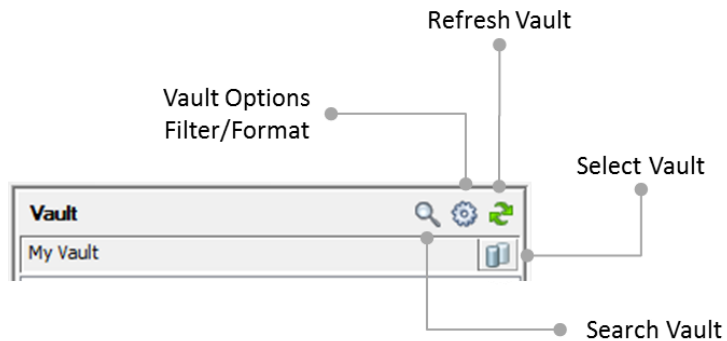 Refresh Vault
Vault Options
Filter/Format
Select Vault
Vault
My Vault
Search Vault